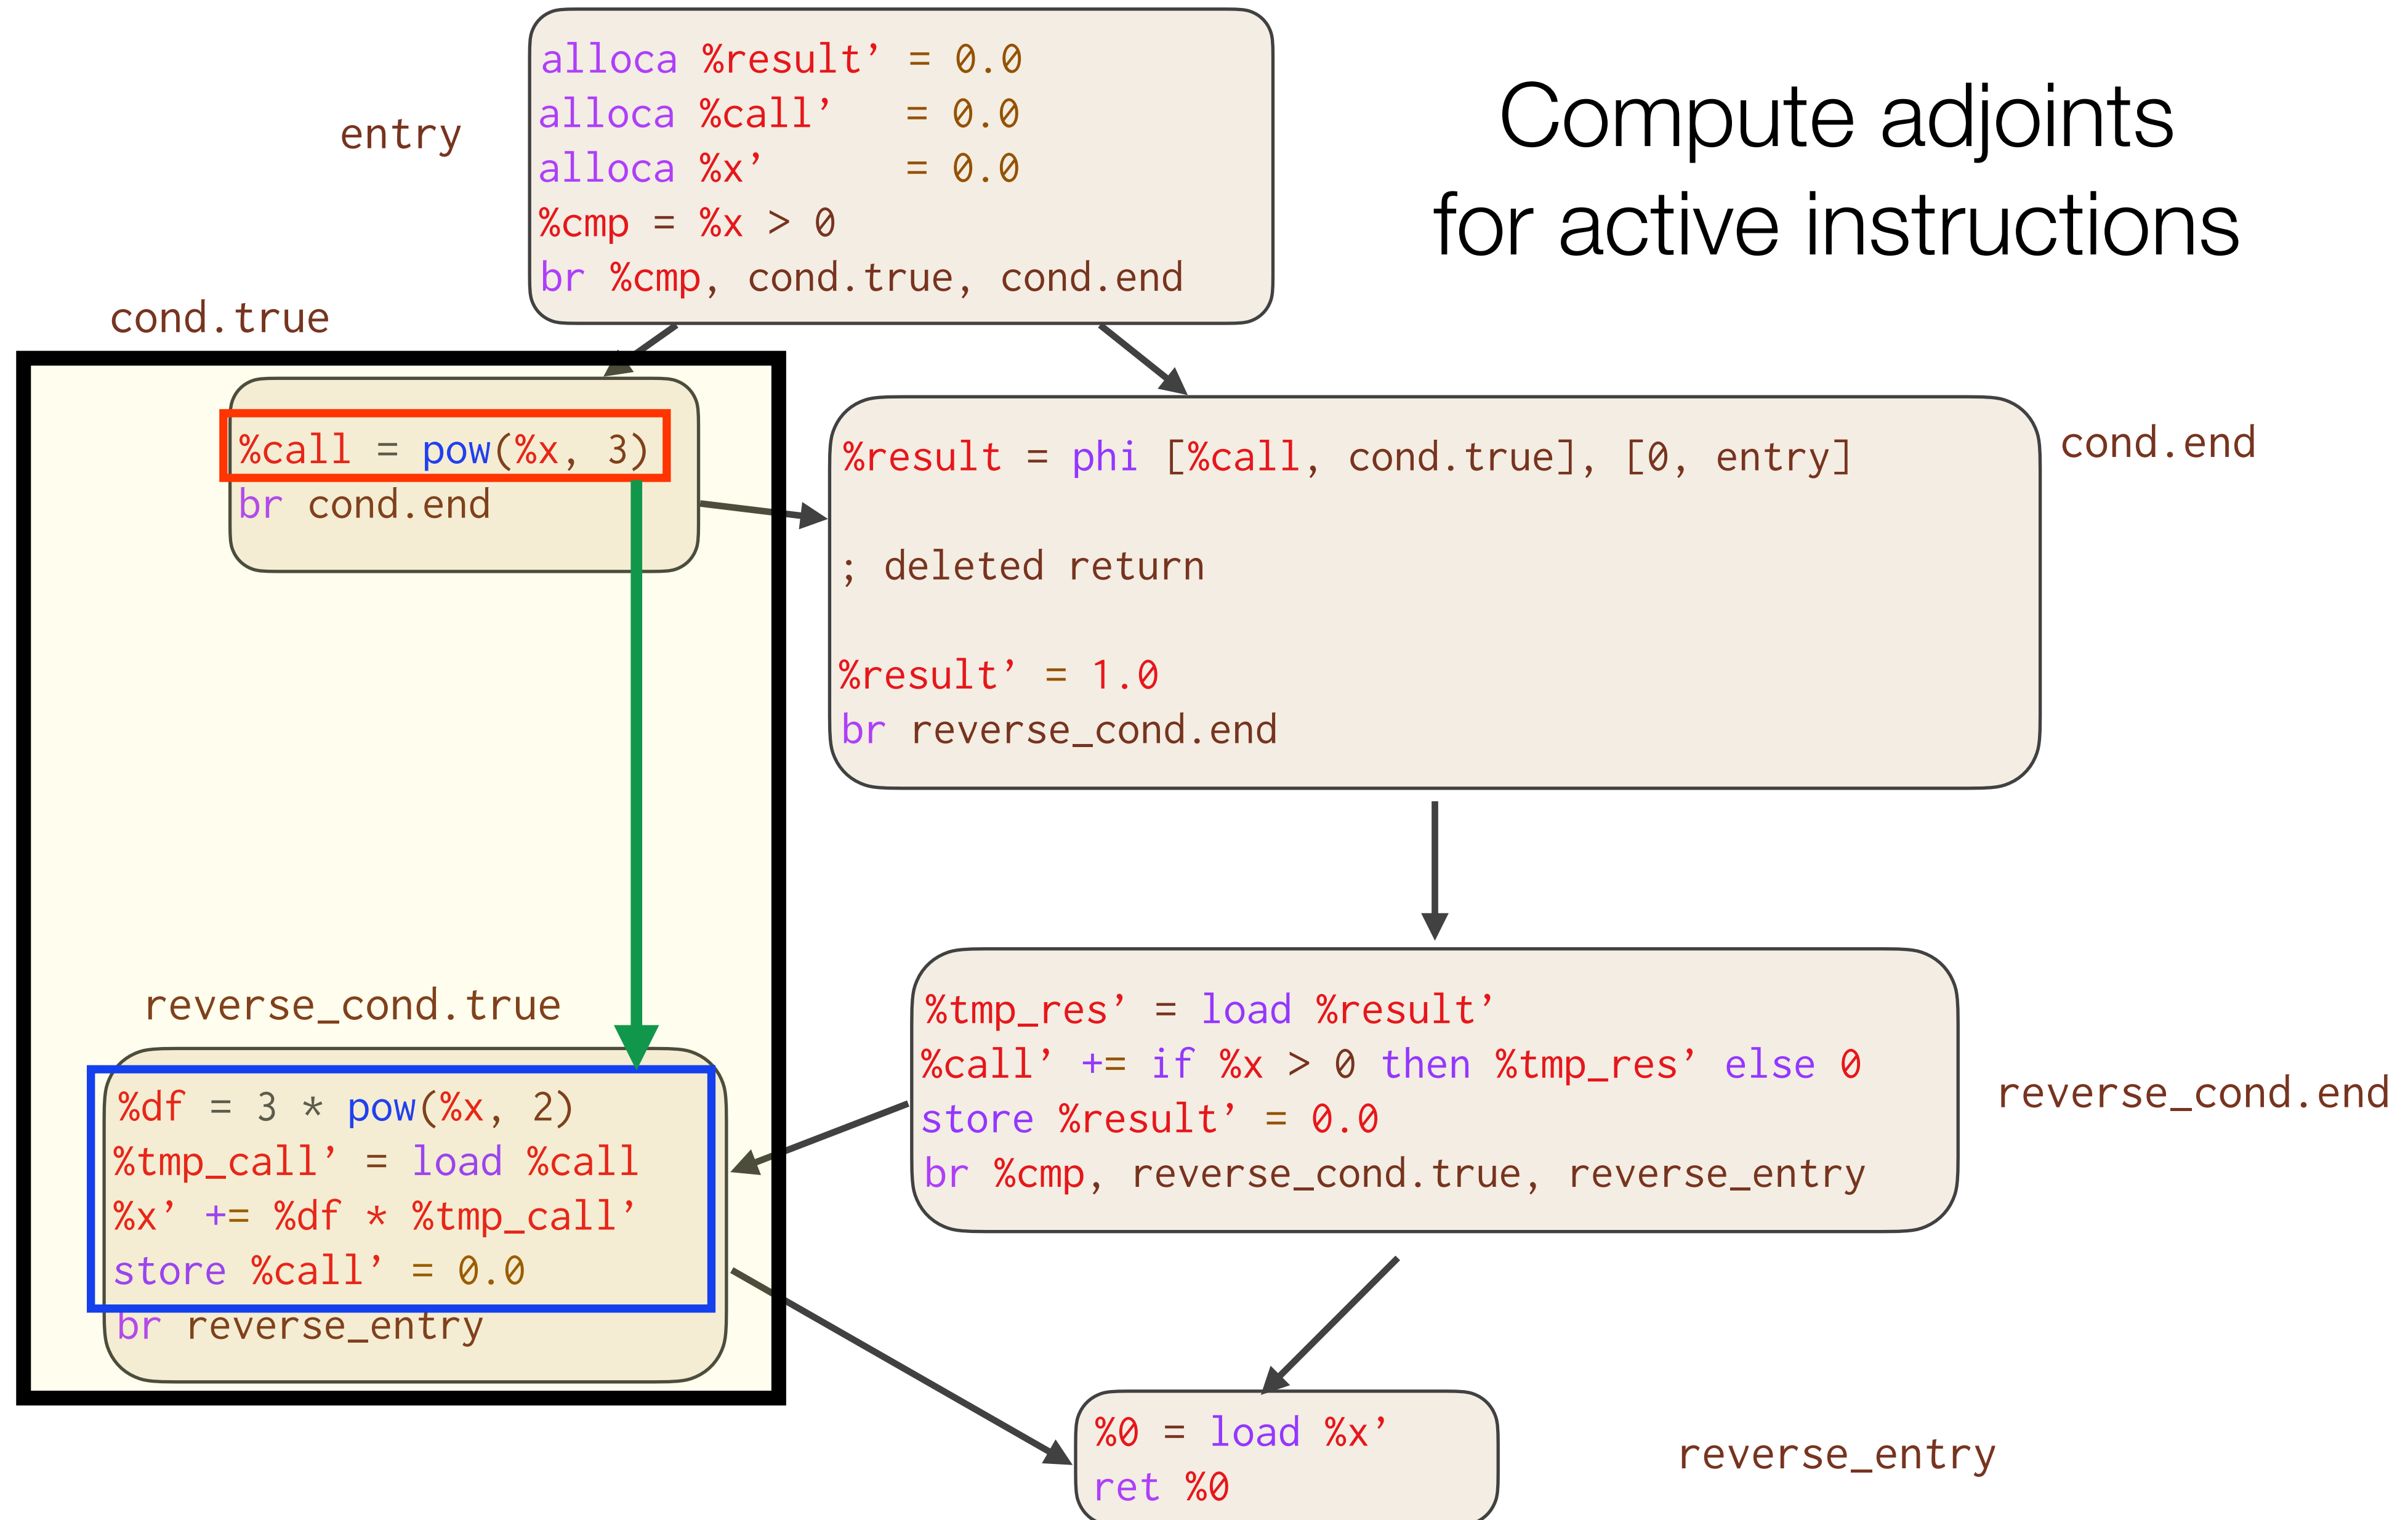 Compute adjoints
for active instructions
entry
alloca %result’ = 0.0
alloca %call’   = 0.0
alloca %x’      = 0.0
%cmp = %x > 0
br %cmp, cond.true, cond.end
cond.true
%call = pow(%x, 3)
br cond.end
cond.end
%result = phi [%call, cond.true], [0, entry]
; deleted return
%result’ = 1.0
br reverse_cond.end
reverse_cond.true
%df = 3 * pow(%x, 2)
%tmp_call’ = load %call
%x’ += %df * %tmp_call’
store %call’ = 0.0
br reverse_entry
reverse_cond.end
%tmp_res’ = load %result’
%call’ += if %x > 0 then %tmp_res’ else 0
store %result’ = 0.0
br %cmp, reverse_cond.true, reverse_entry
reverse_entry
%0 = load %x’
ret %0